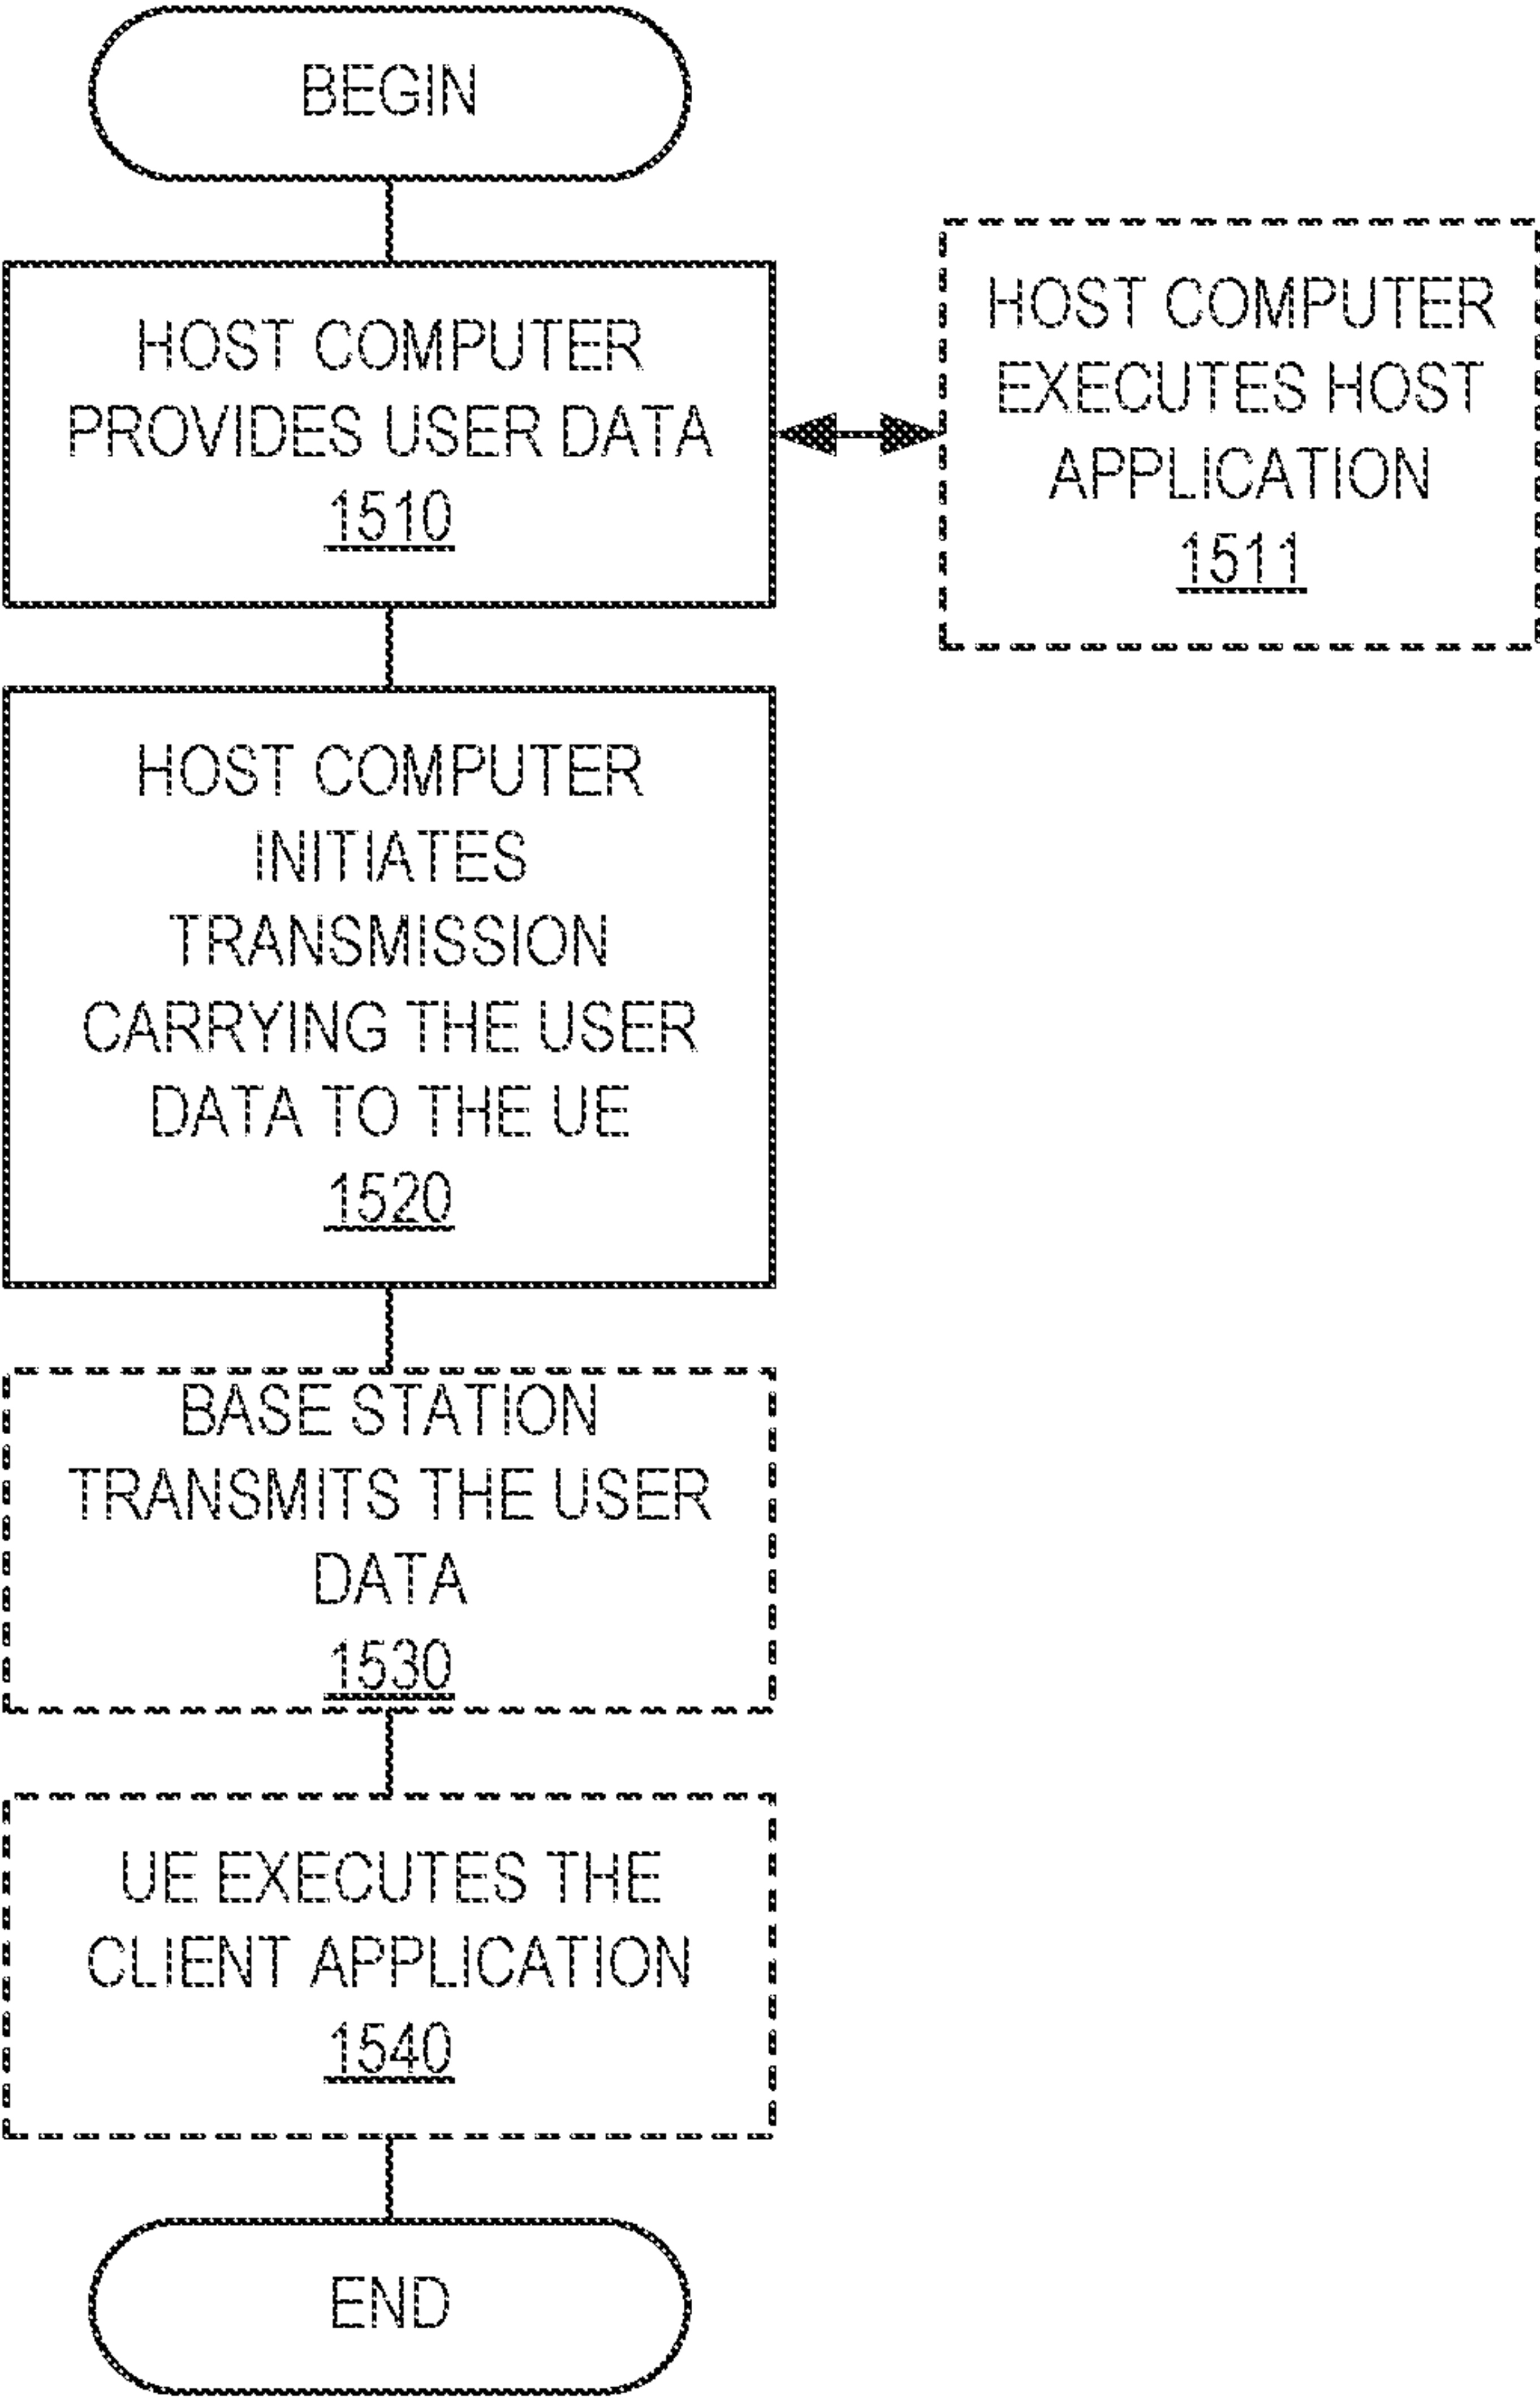 BEGIN
HOST COMPUTER
PROVIDES USER DATA
1510
HOST COMPUTER
EXECUTES HOST
APPLICATION
1511
HOST COMPUTER
INITIATES
TRANSMISSION
CARRYING THE USER
DATA TO THE UE
1520
BASE STATION
TRANSMITS THE USER
DATA
1530
UE EXECUTES THE
CLIENT APPLICATION
1540
END